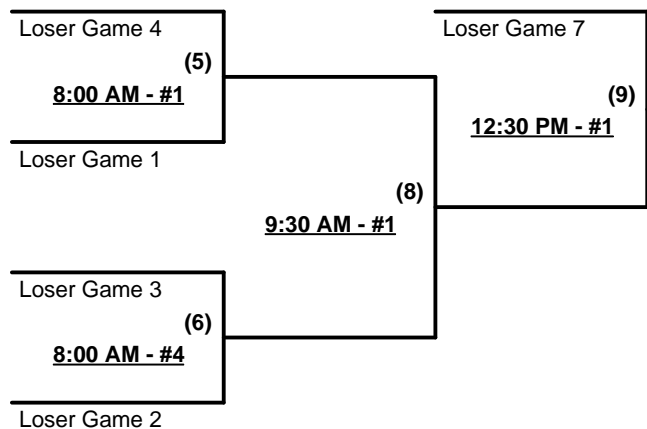 Loser Game 4
(5)
8:00 AM - #1
Loser Game 1
Loser Game 7
(9)
12:30 PM - #1
(8)
9:30 AM - #1
Loser Game 3
(6)
8:00 AM - #4
Loser Game 2